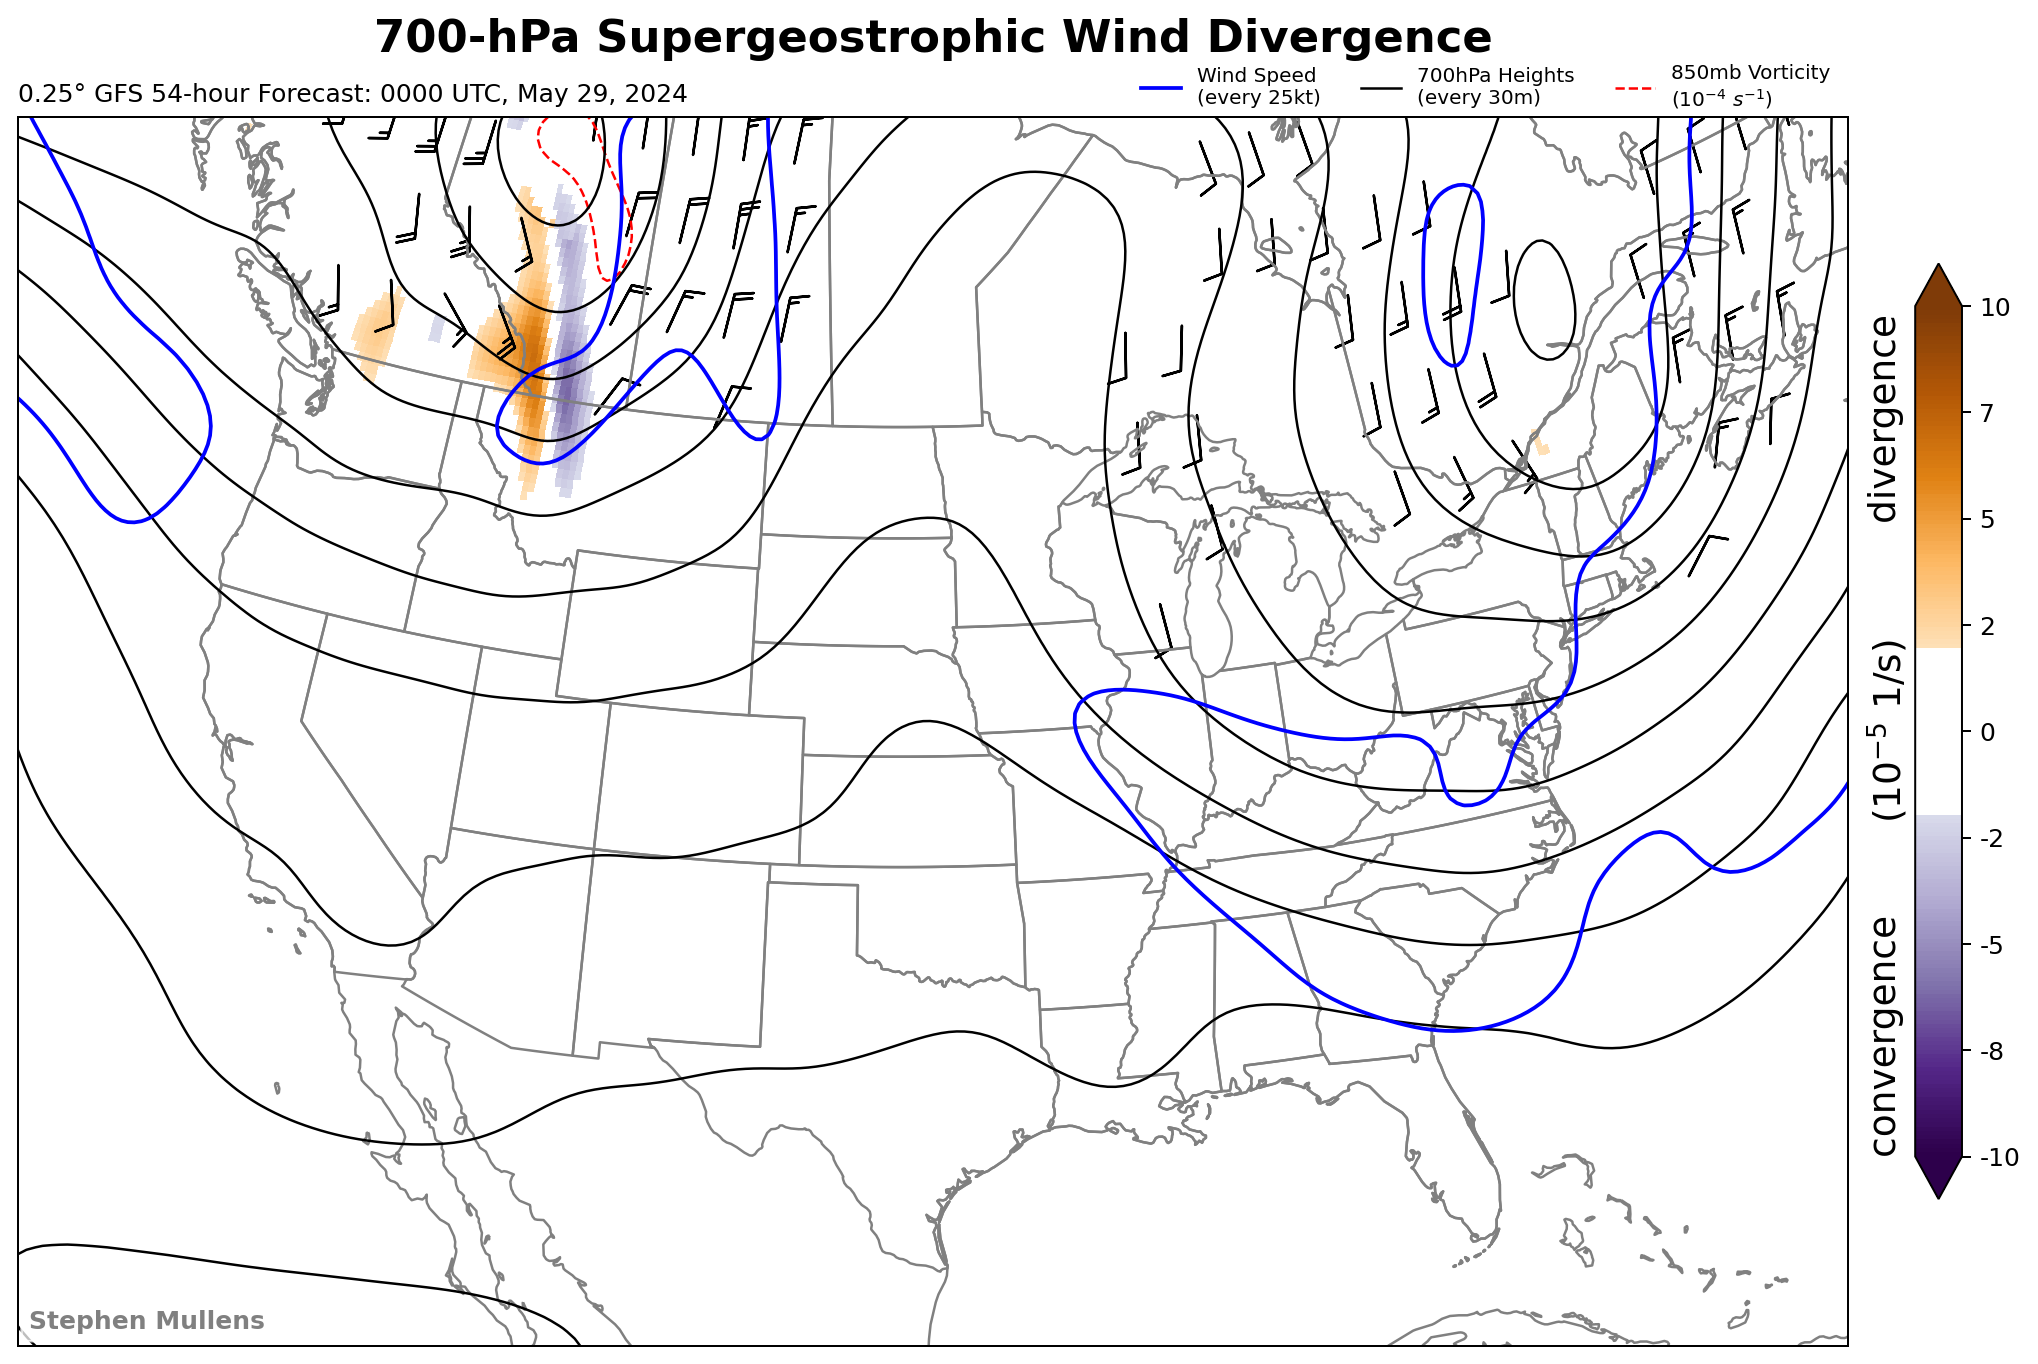 700-hPa Supergeostrophic Wind Divergence
0.25° GFS 54-hour Forecast: 0000 UTC, May 29, 2024
Wind Speed
(every 25kt)
700hPa Heights
(every 30m)
850mb Vorticity
(10⁻⁴ s⁻¹)
10
7
5
2
0
-2
-5
-8
-10
convergence (10⁻⁵ 1/s) divergence
Stephen Mullens